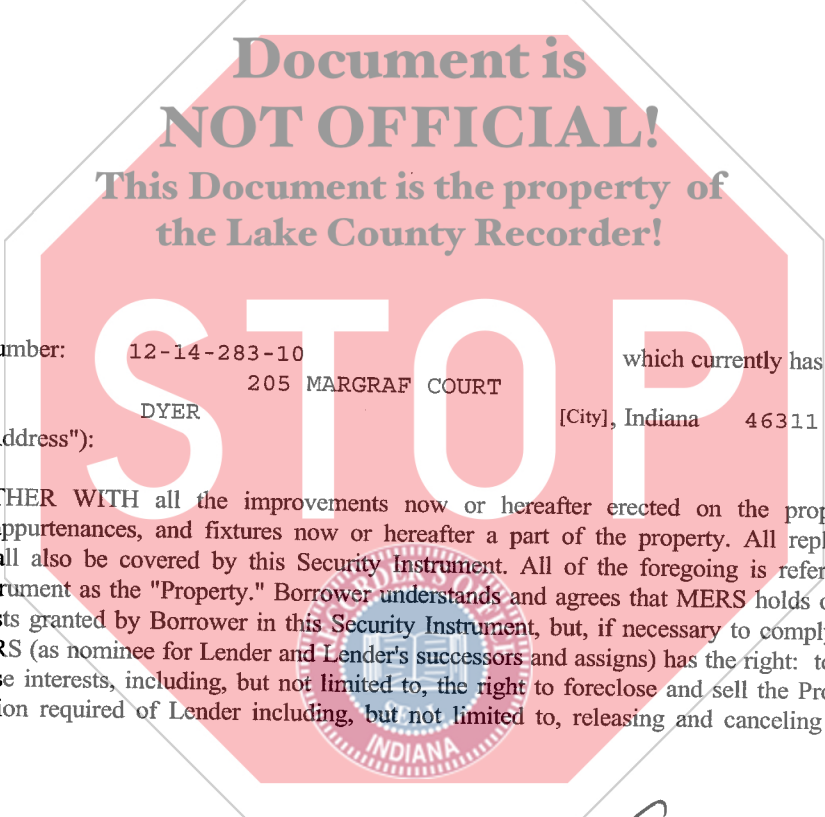 Document is
NOT OFFICIAL!
This Document is the property of
the Lake County Recorder!
STOP
umber: 12-14-283-10 which currently has
205 MARGRAF COURT
DYER [City], Indiana 46311
ddress"):
THER WITH all the improvements now or hereafter erected on the prop
ppurtenances, and fixtures now or hereafter a part of the property. All repl
all also be covered by this Security Instrument. All of the foregoing is refer
rument as the "Property." Borrower understands and agrees that MERS holds o
sts granted by Borrower in this Security Instrument, but, if necessary to comply
RS (as nominee for Lender and Lender's successors and assigns) has the right: to
se interests, including, but not limited to, the right to foreclose and sell the Pro
ion required of Lender including, but not limited to, releasing and canceling
RECORDER'S OFFICE
SEAL
INDIANA